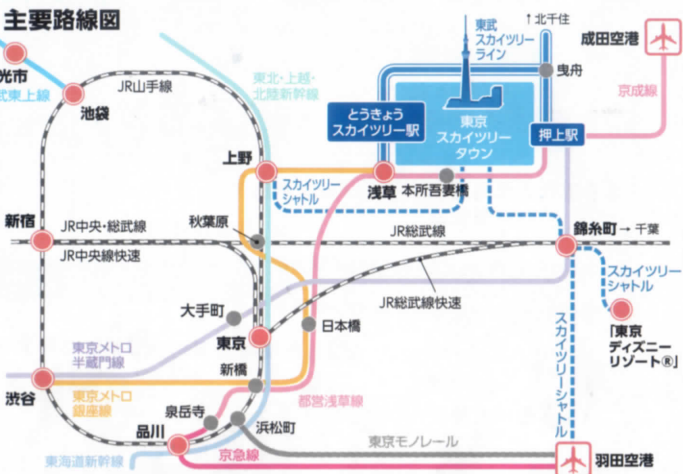 主要路線図
光市
武東上線
池袋
JR山手線
東北・上越・
北陸新幹線
東武
スカイツリー
ライン
↑北千住
成田空港
曳舟
京成線
とうきょう
スカイツリー駅
東京
スカイツリー
タウン
押上駅
上野
スカイツリー
シャトル
浅草
本所吾妻橋
新宿
JR中央・総武線
JR中央線快速
秋葉原
JR総武線
錦糸町→千葉
スカイツリー
シャトル
大手町
東京
日本橋
JR総武線快速
スカイツリーシャトル
「東京
ディズニー
リゾート®」
東京メトロ
半蔵門線
渋谷
東京メトロ
銀座線
新橋
都営浅草線
泉岳寺
品川
浜松町
東京モノレール
東海道新幹線
京急線
羽田空港